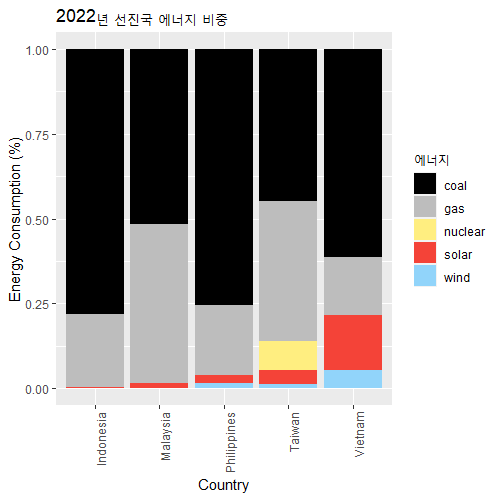 2022년 선진국 에너지 비중
Energy Consumption (%)
1.00
0.75
0.50
0.25
0.00
Indonesia
Malaysia
Philippines
Taiwan
Vietnam
Country
에너지
coal
gas
nuclear
solar
wind